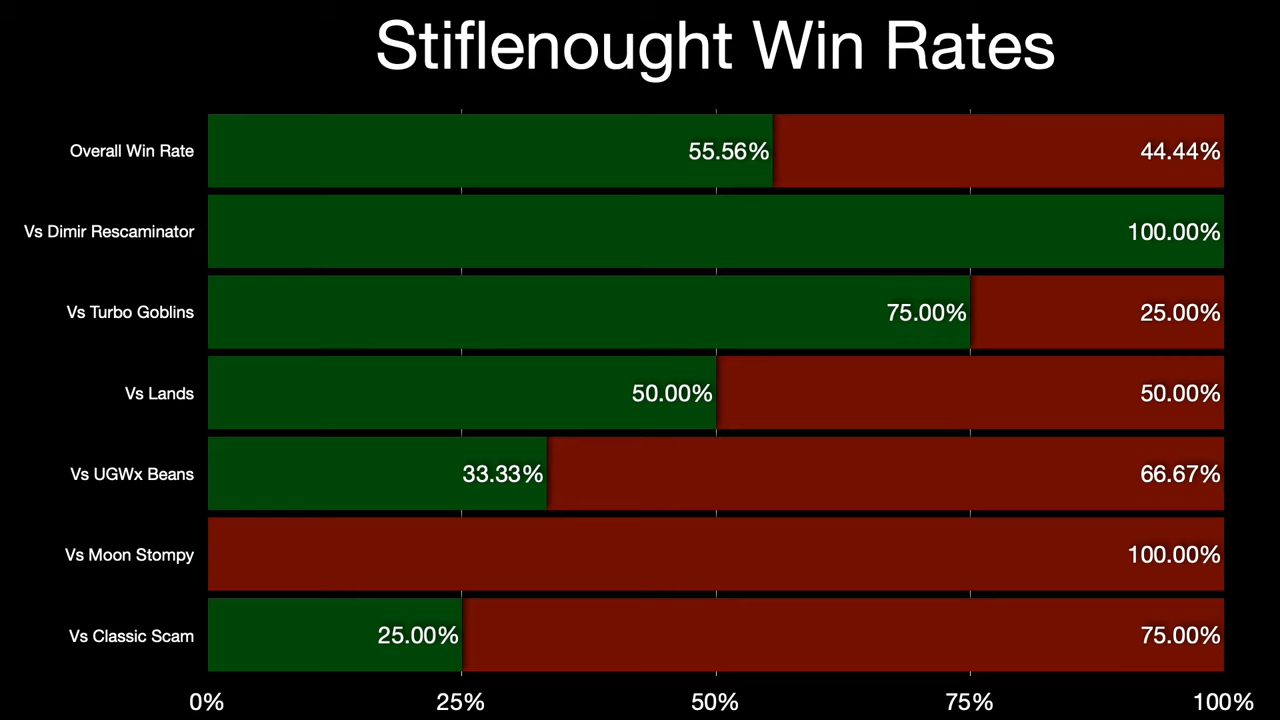 Stiflenought Win Rates
Overall Win Rate 55.56% 44.44%
Vs Dimir Rescaminator 100.00%
Vs Turbo Goblins 75.00% 25.00%
Vs Lands 50.00% 50.00%
Vs UGWx Beans 33.33% 66.67%
Vs Moon Stompy 100.00%
Vs Classic Scam 25.00% 75.00%
0% 25% 50% 75% 100%